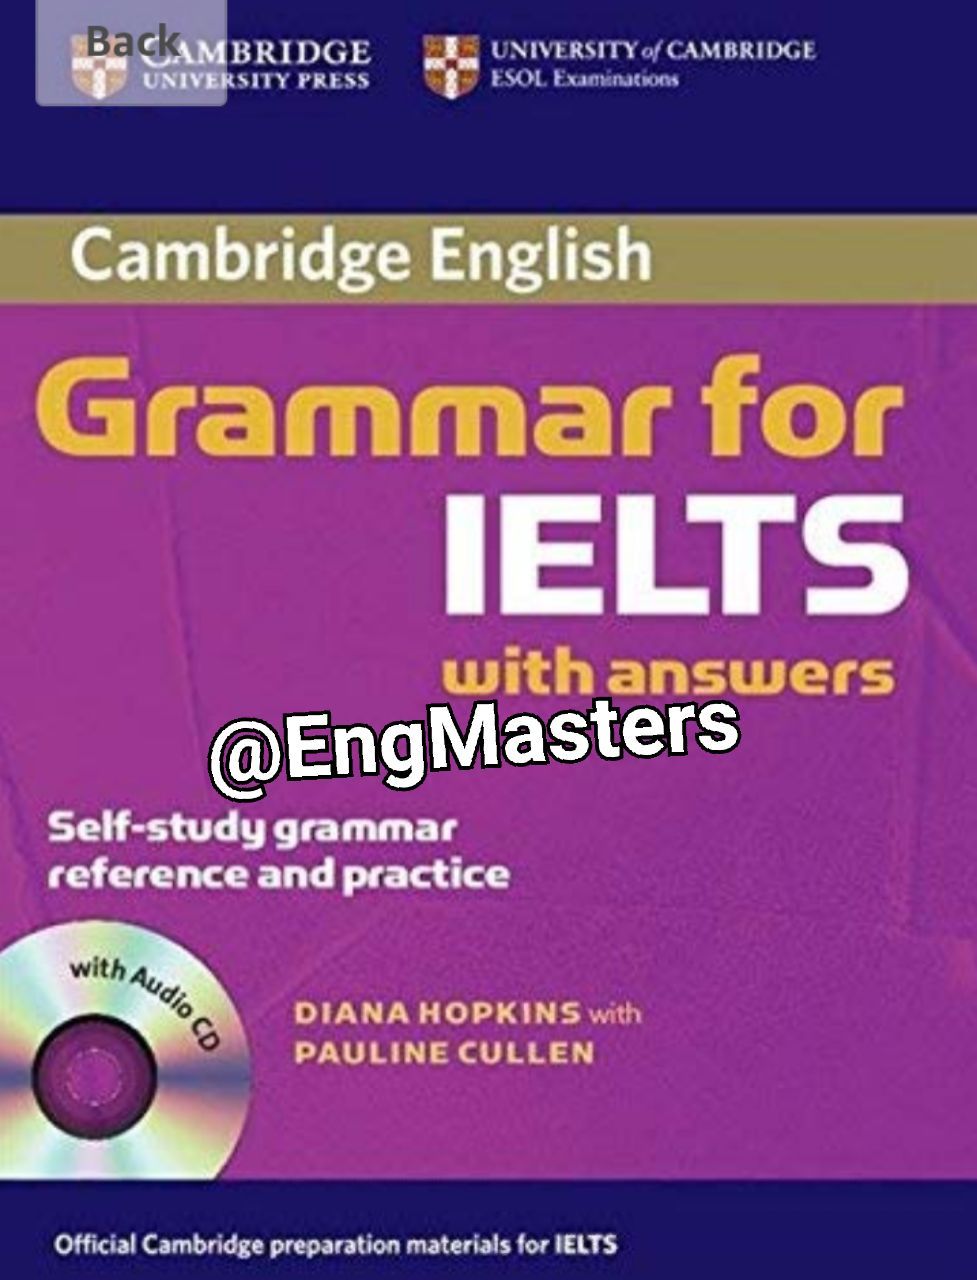 Back
CAMBRIDGE
UNIVERSITY PRESS
UNIVERSITY of CAMBRIDGE
ESOL Examinations
Cambridge English
Grammar for
IELTS
with answers
@EngMasters
Self-study grammar
reference and practice
with Audio CD
DIANA HOPKINS with
PAULINE CULLEN
Official Cambridge preparation materials for IELTS